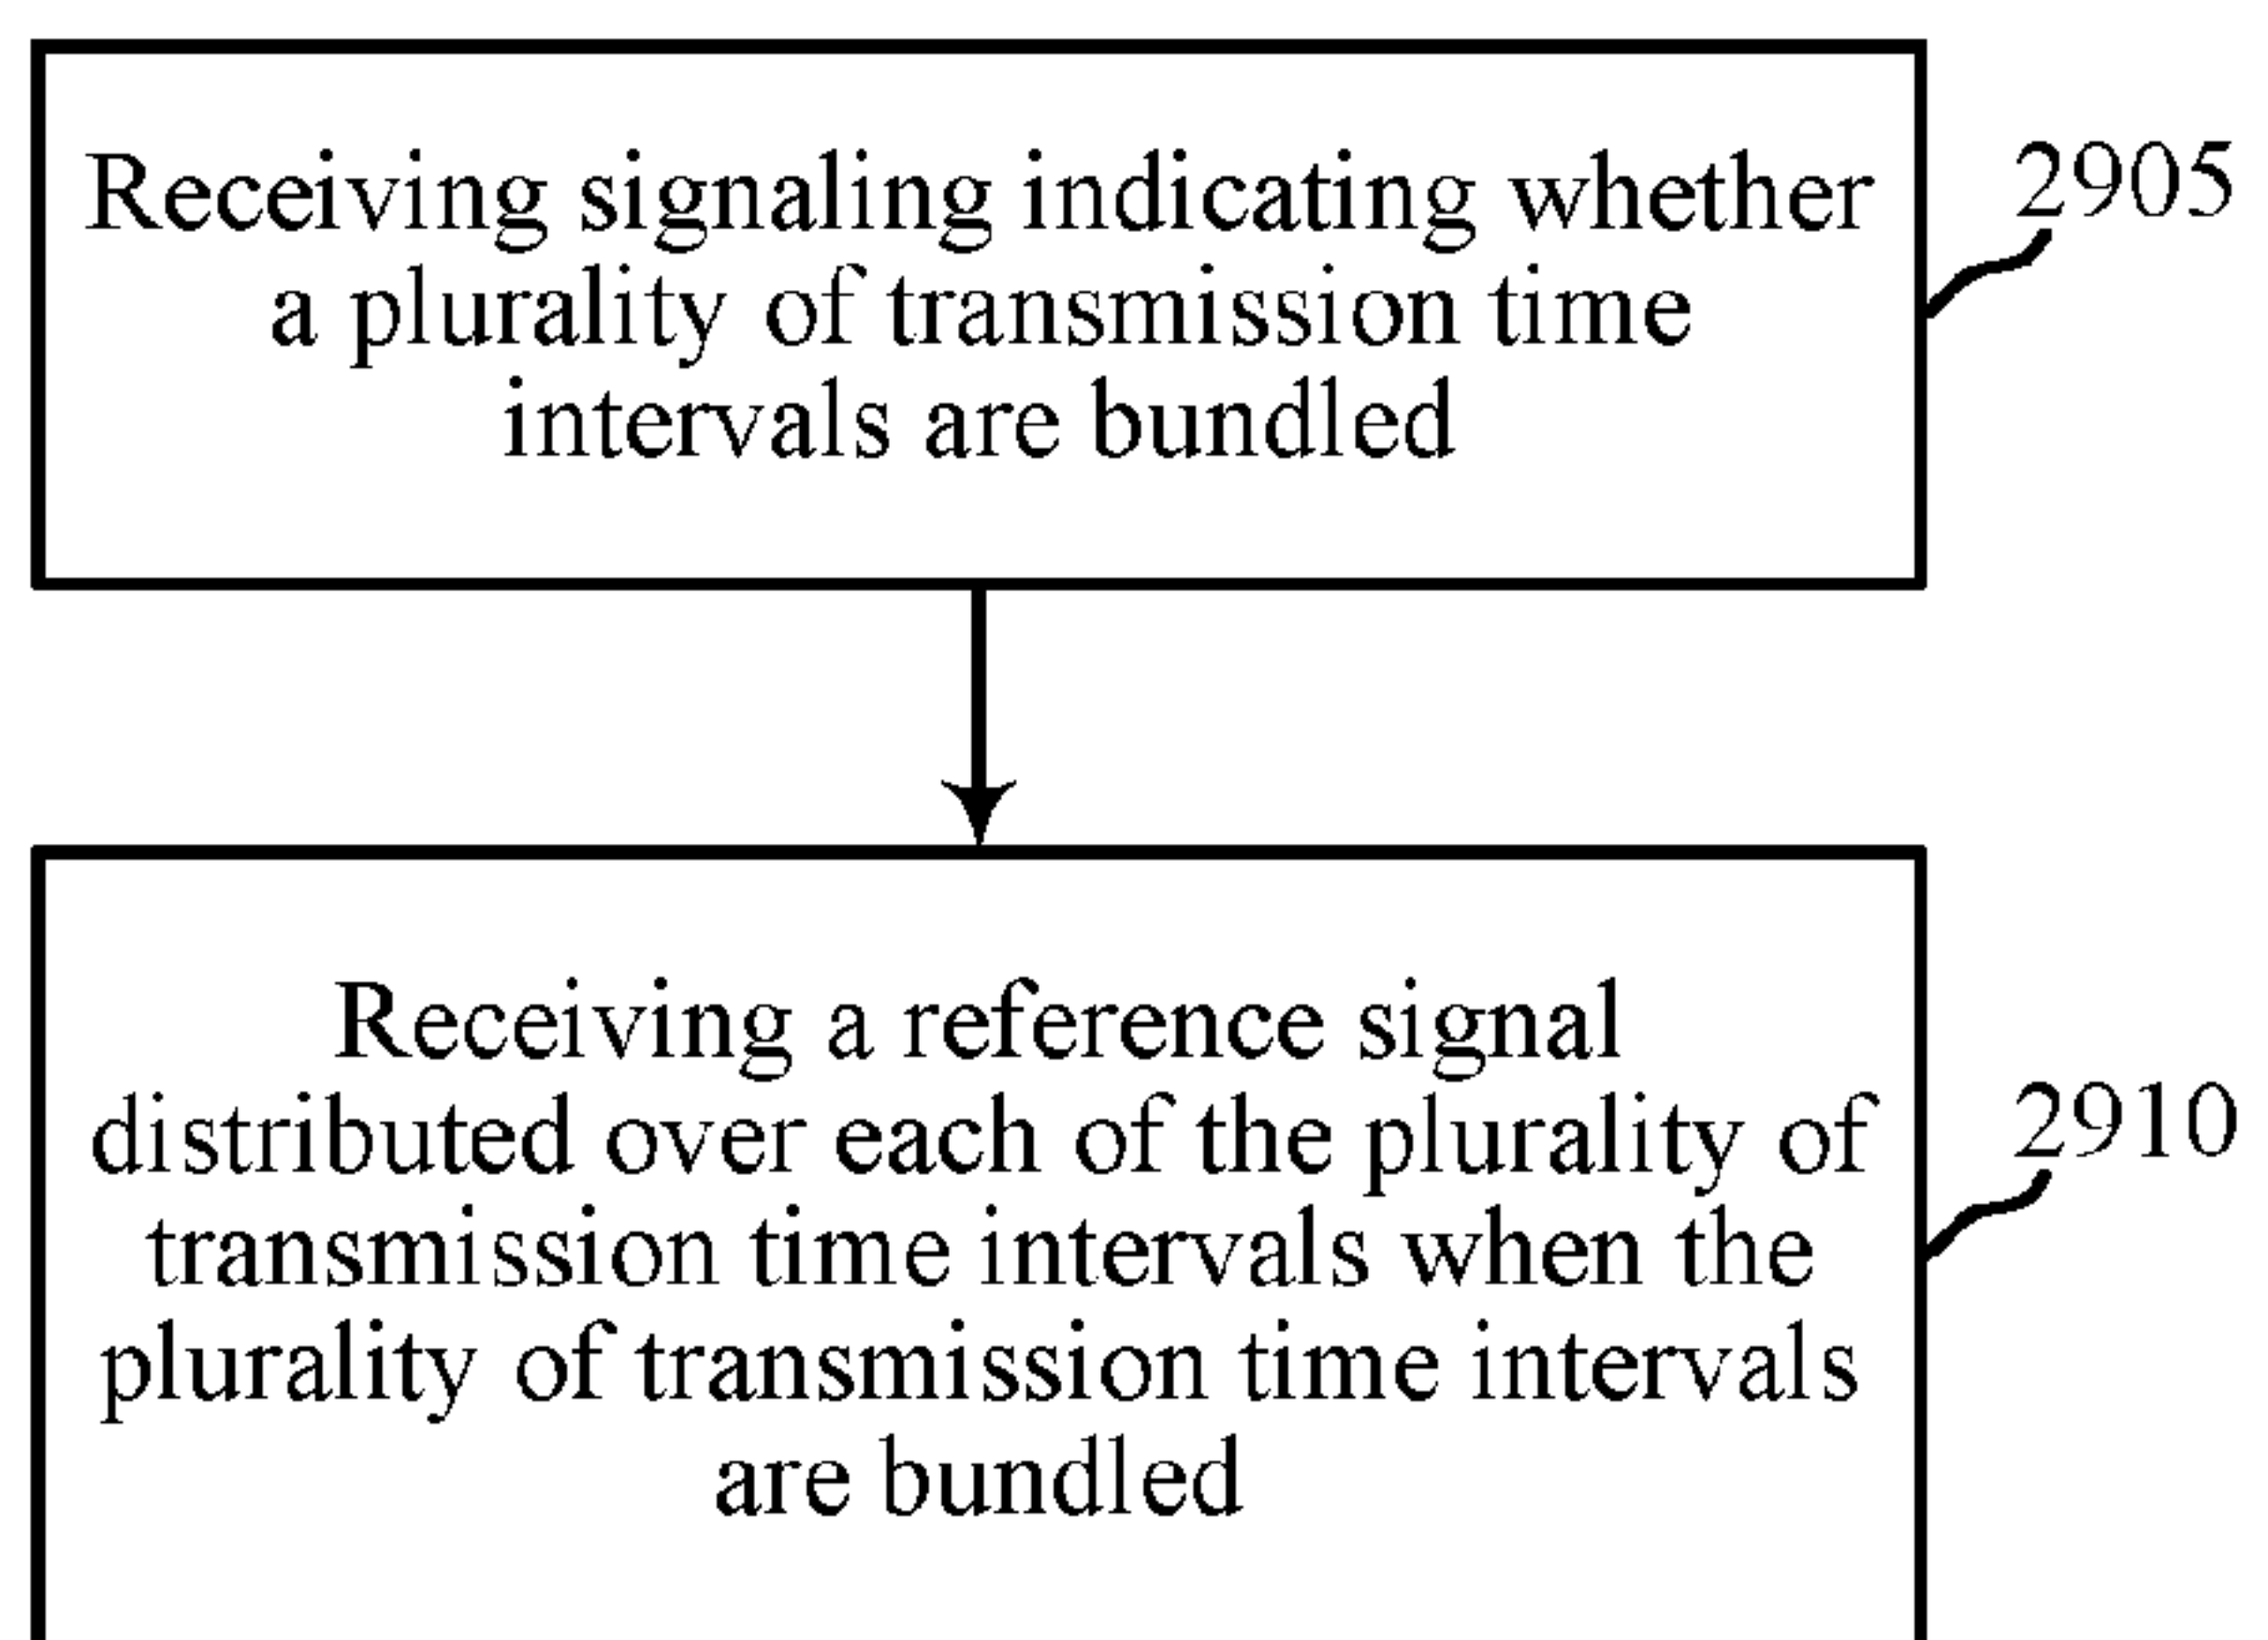 Receiving signaling indicating whether
a plurality of transmission time
intervals are bundled
2905
Receiving a reference signal
distributed over each of the plurality of
transmission time intervals when the
plurality of transmission time intervals
are bundled
2910